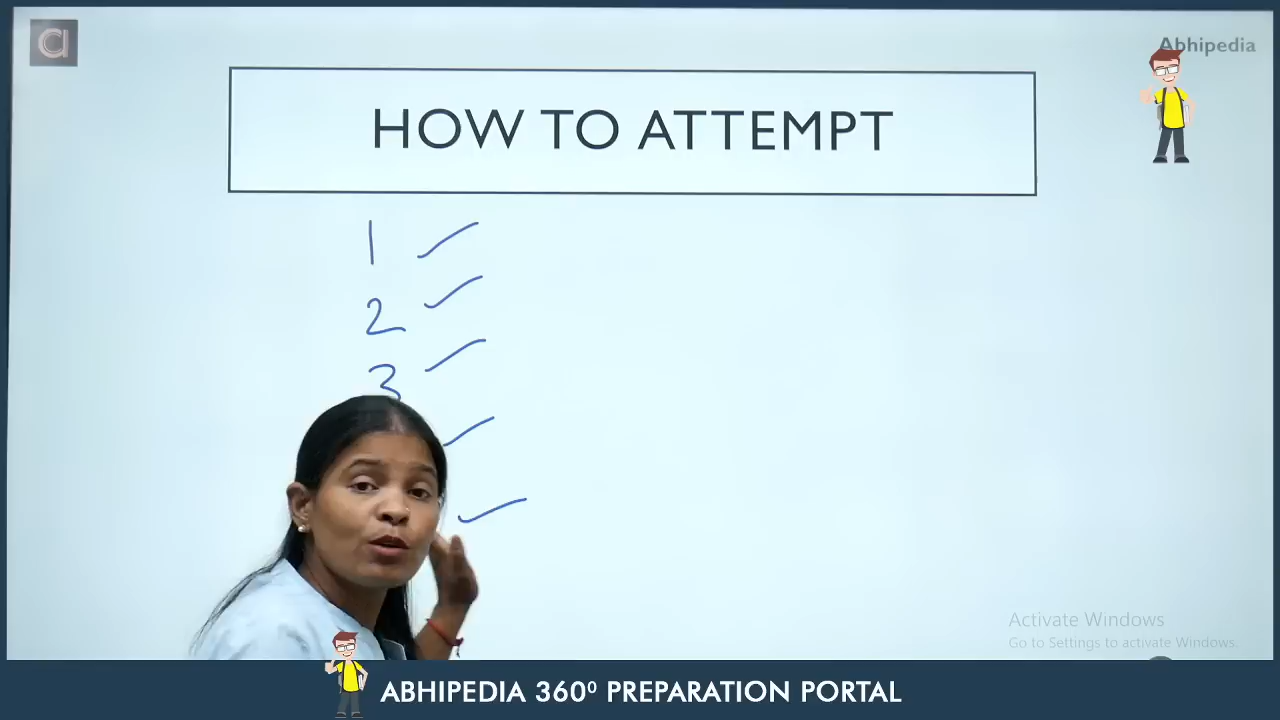 Abhipedia
HOW TO ATTEMPT
1
2
3
Activate Windows
Go to Settings to activate Windows.
ABHIPEDIA 360⁰ PREPARATION PORTAL